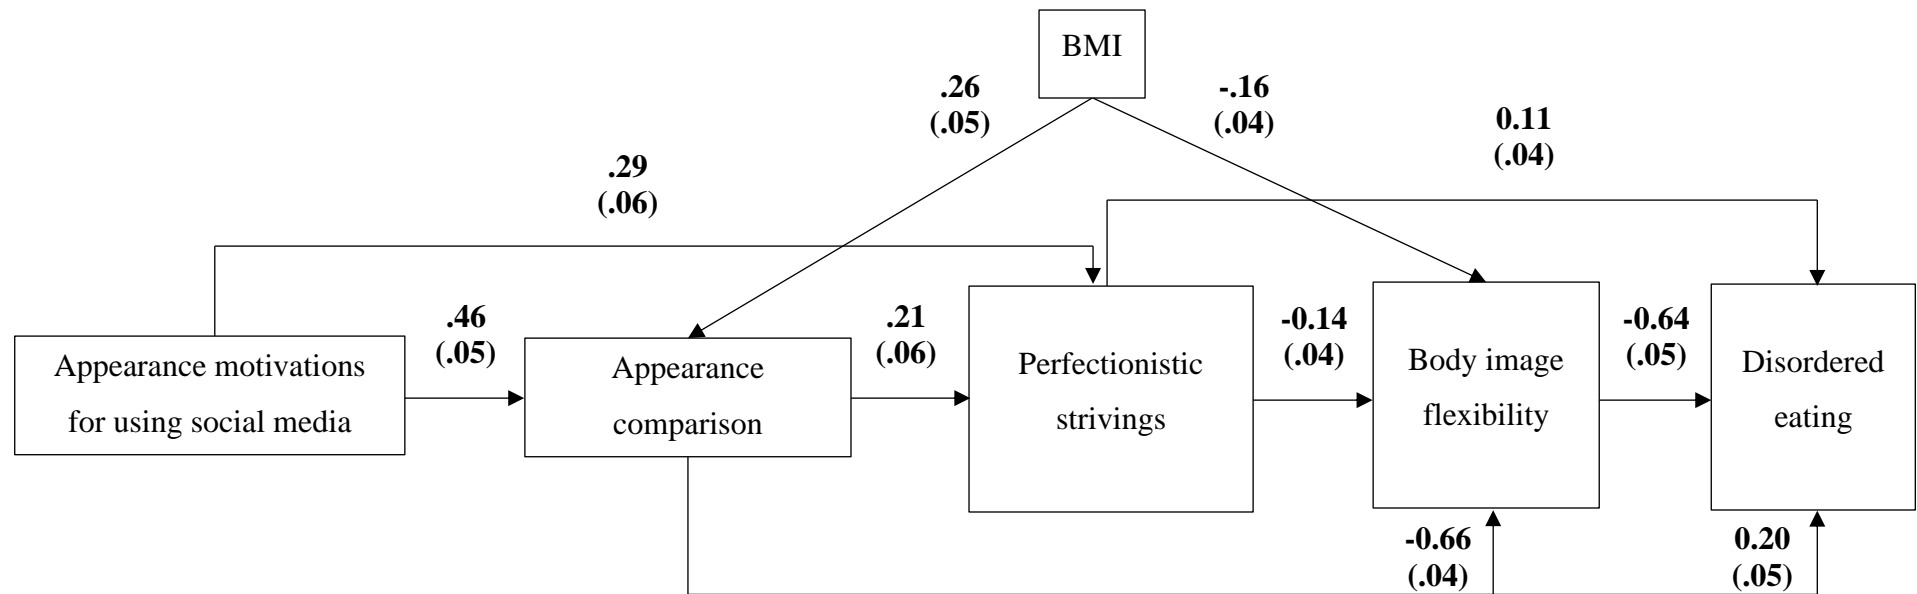 BMI
.26
(.05)
-.16
(.04)
0.11
(.04)
.29
(.06)
.46
(.05)
.21
(.06)
-0.14
(.04)
-0.64
(.05)
Appearance motivations
for using social media
Appearance
comparison
Perfectionistic
strivings
Body image
flexibility
Disordered
eating
-0.66
(.04)
0.20
(.05)